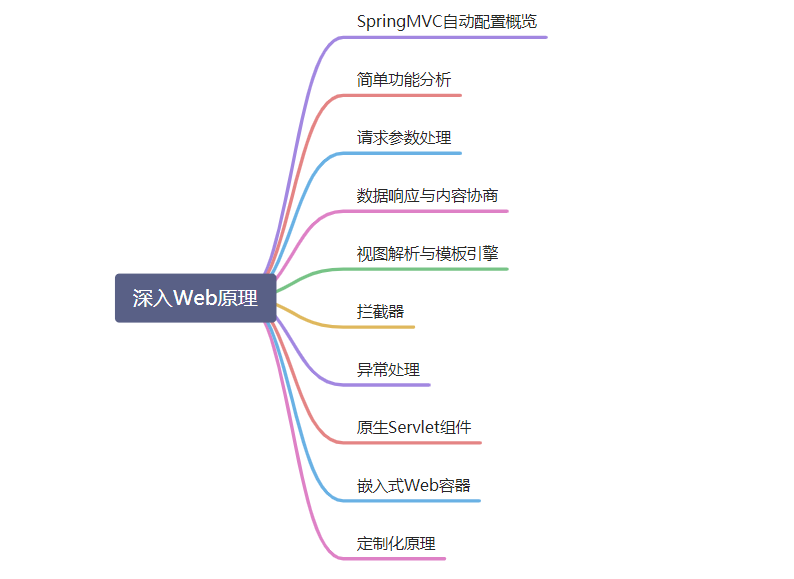 SpringMVC自动配置概览
简单功能分析
请求参数处理
数据响应与内容协商
视图解析与模板引擎
深入Web原理
拦截器
异常处理
原生Servlet组件
嵌入式Web容器
定制化原理